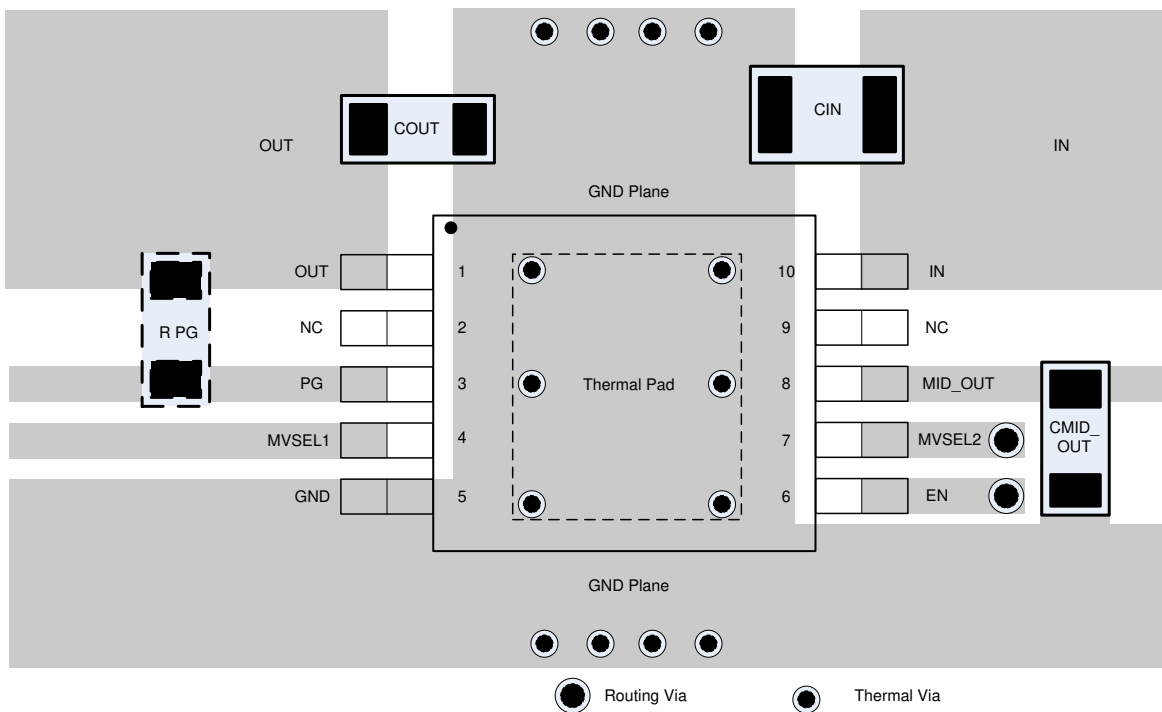 COUT
CIN
OUT
IN
GND Plane
OUT
1
10
IN
R PG
NC
2
9
NC
PG
3
Thermal Pad
8
MID_OUT
MVSEL1
4
7
MVSEL2
CMID_
OUT
GND
5
6
EN
GND Plane
Routing Via
Thermal Via